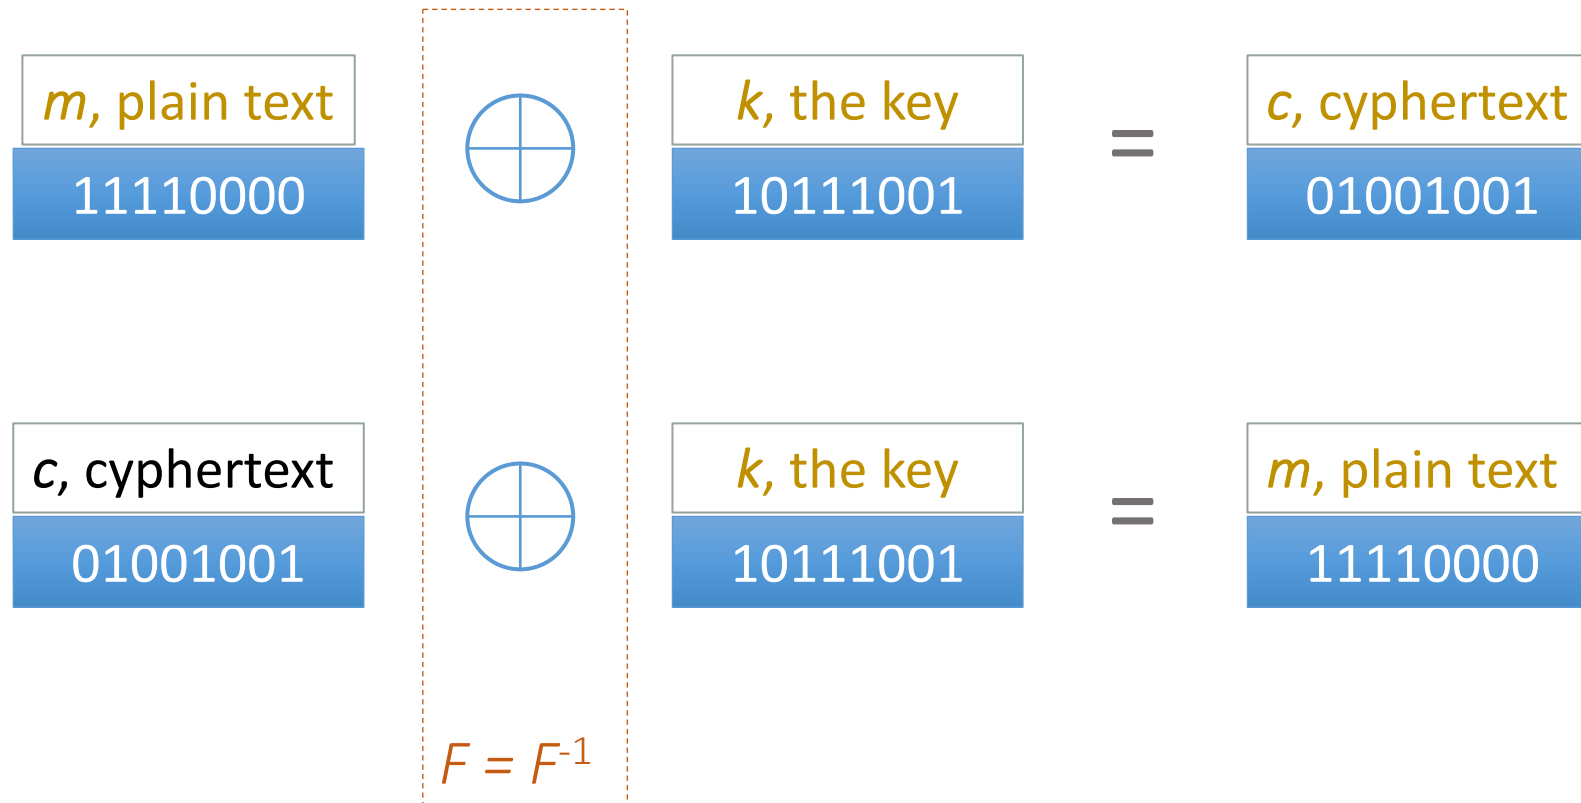 m, plain text
11110000
k, the key
10111001
=
c, cyphertext
01001001
c, cyphertext
01001001
k, the key
10111001
=
m, plain text
11110000
F = F⁻¹